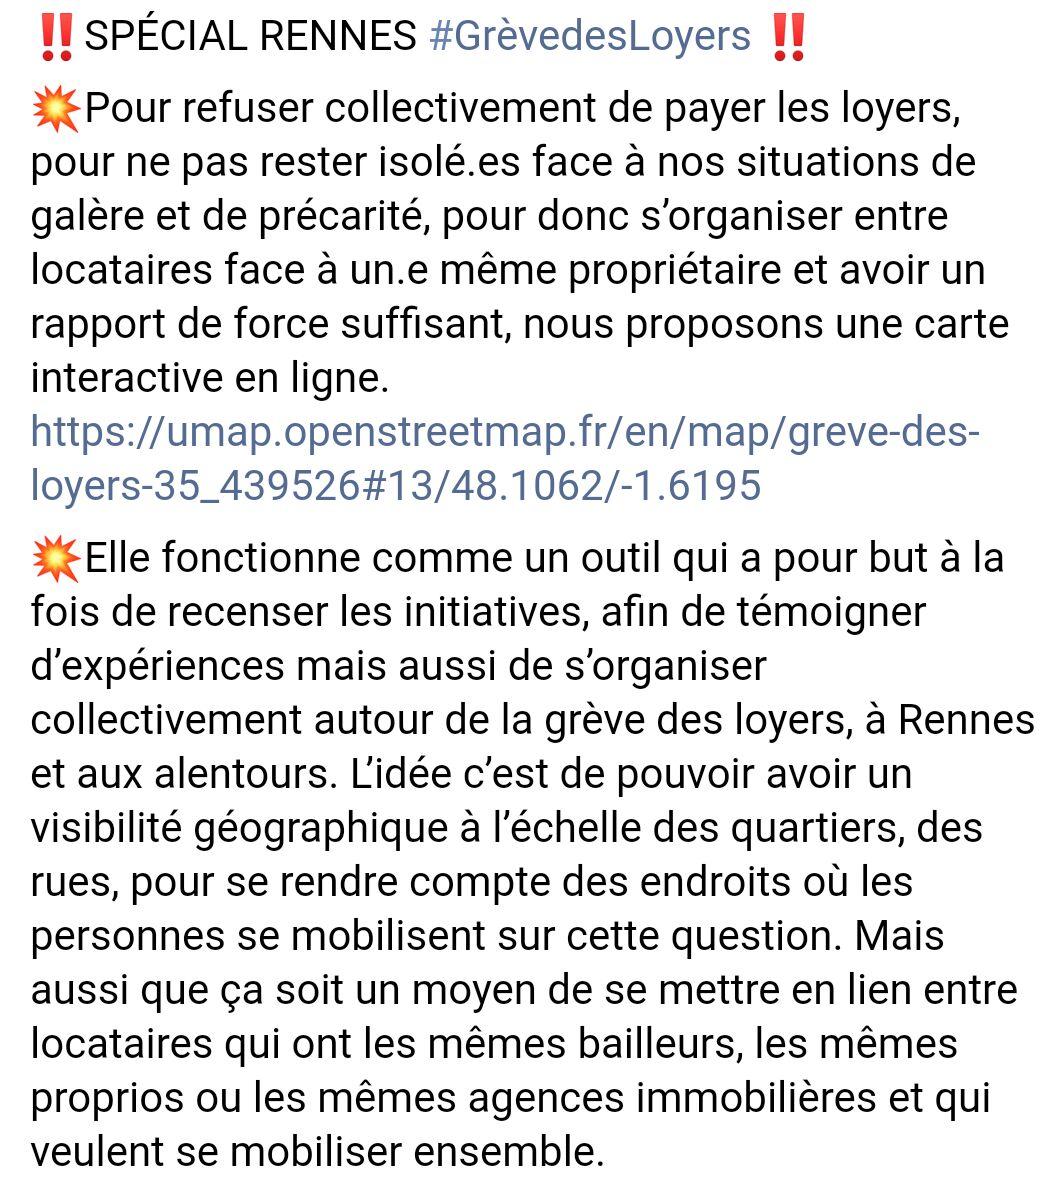 ‼️SPÉCIAL RENNES #GrèvedesLoyers ‼️
💥Pour refuser collectivement de payer les loyers,
pour ne pas rester isolé.es face à nos situations de
galère et de précarité, pour donc s’organiser entre
locataires face à un.e même propriétaire et avoir un
rapport de force suffisant, nous proposons une carte
interactive en ligne.
https://umap.openstreetmap.fr/en/map/greve-des-
loyers-35_439526#13/48.1062/-1.6195
💥Elle fonctionne comme un outil qui a pour but à la
fois de recenser les initiatives, afin de témoigner
d’expériences mais aussi de s’organiser
collectivement autour de la grève des loyers, à Rennes
et aux alentours. L’idée c’est de pouvoir avoir un
visibilité géographique à l’échelle des quartiers, des
rues, pour se rendre compte des endroits où les
personnes se mobilisent sur cette question. Mais
aussi que ça soit un moyen de se mettre en lien entre
locataires qui ont les mêmes bailleurs, les mêmes
proprios ou les mêmes agences immobilières et qui
veulent se mobiliser ensemble.